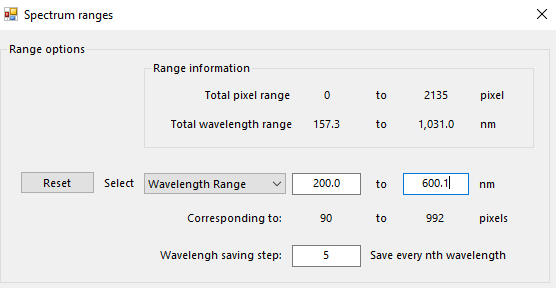 Spectrum ranges
Range options
Range information
Total pixel range 0 to 2135 pixel
Total wavelength range 157.3 to 1,031.0 nm
Reset Select Wavelength Range 200.0 to 600.1 nm
Corresponding to: 90 to 992 pixels
Wavelengh saving step: 5 Save every nth wavelength